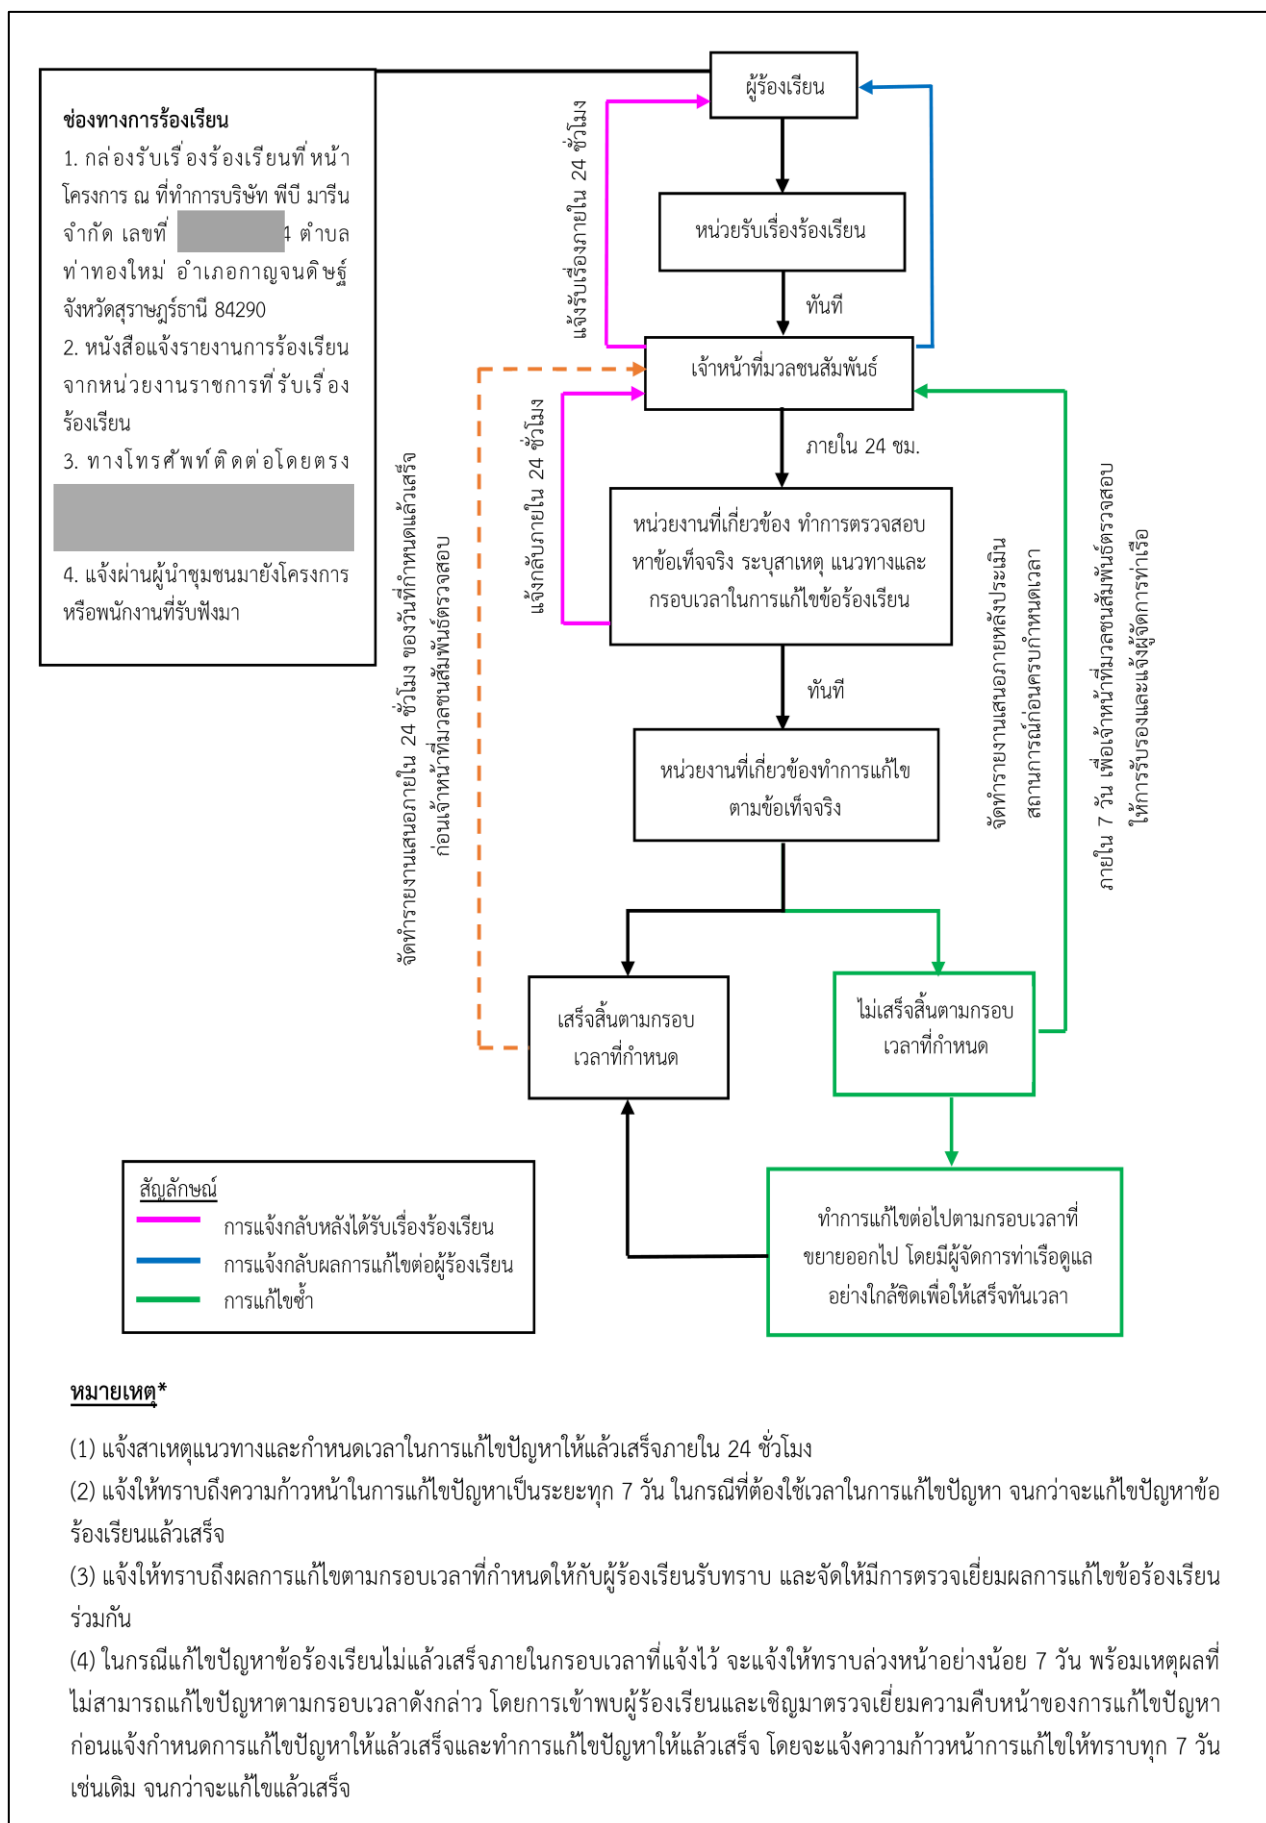 ผู้ร้องเรียน
ช่องทางการร้องเรียน
1. กล่องรับเรื่องร้องเรียนที่หน้า
โครงการ ณ ที่ทำการบริษัท พีบี มารีน
จำกัด เลขที่ 4 ตำบล
ท่าทองใหม่ อำเภอกาญจนดิษฐ์
จังหวัดสุราษฎร์ธานี 84290
2. หนังสือแจ้งรายงานการร้องเรียน
จากหน่วยงานราชการที่รับเรื่อง
ร้องเรียน
3. ทางโทรศัพท์ติดต่อโดยตรง
4. แจ้งผ่านผู้นำชุมชนมายังโครงการ
หรือพนักงานที่รับฟังมา
แจ้งรับเรื่องภายใน 24 ชั่วโมง
หน่วยรับเรื่องร้องเรียน
ทันที
เจ้าหน้าที่มวลชนสัมพันธ์
ภายใน 24 ชม.
แจ้งกลับภายใน 24 ชั่วโมง
หน่วยงานที่เกี่ยวข้อง ทำการตรวจสอบ
หาข้อเท็จจริง ระบุสาเหตุ แนวทางและ
กรอบเวลาในการแก้ไขข้อร้องเรียน
ทันที
หน่วยงานที่เกี่ยวข้องทำการแก้ไข
ตามข้อเท็จจริง
จัดทำรายงานเสนอภายใน 24 ชั่วโมง ของวันที่กำหนดแล้วเสร็จ
ก่อนเจ้าหน้าที่มวลชนสัมพันธ์ตรวจสอบ
จัดทำรายงานเสนอภายหลังประเมิน
สถานการณ์ก่อนครบกำหนดเวลา
ภายใน 7 วัน เพื่อเจ้าหน้าที่มวลชนสัมพันธ์ตรวจสอบ
ให้การรับรองและแจ้งผู้จัดการท่าเรือ
เสร็จสิ้นตามกรอบ
เวลาที่กำหนด
ไม่เสร็จสิ้นตามกรอบ
เวลาที่กำหนด
ทำการแก้ไขต่อไปตามกรอบเวลาที่
ขยายออกไป โดยมีผู้จัดการท่าเรือดูแล
อย่างใกล้ชิดเพื่อให้เสร็จทันเวลา
สัญลักษณ์
การแจ้งกลับหลังได้รับเรื่องร้องเรียน
การแจ้งกลับผลการแก้ไขต่อผู้ร้องเรียน
การแก้ไขซ้ำ
หมายเหตุ*
(1) แจ้งสาเหตุแนวทางและกำหนดเวลาในการแก้ไขปัญหาให้แล้วเสร็จภายใน 24 ชั่วโมง
(2) แจ้งให้ทราบถึงความก้าวหน้าในการแก้ไขปัญหาเป็นระยะทุก 7 วัน ในกรณีที่ต้องใช้เวลาในการแก้ไขปัญหา จนกว่าจะแก้ไขปัญหาข้อ
ร้องเรียนแล้วเสร็จ
(3) แจ้งให้ทราบถึงผลการแก้ไขตามกรอบเวลาที่กำหนดให้กับผู้ร้องเรียนรับทราบ และจัดให้มีการตรวจเยี่ยมผลการแก้ไขข้อร้องเรียน
ร่วมกัน
(4) ในกรณีแก้ไขปัญหาข้อร้องเรียนไม่แล้วเสร็จภายในกรอบเวลาที่แจ้งไว้ จะแจ้งให้ทราบล่วงหน้าอย่างน้อย 7 วัน พร้อมเหตุผลที่
ไม่สามารถแก้ไขปัญหาตามกรอบเวลาดังกล่าว โดยการเข้าพบผู้ร้องเรียนและเชิญมาตรวจเยี่ยมความคืบหน้าของการแก้ไขปัญหา
ก่อนแจ้งกำหนดการแก้ไขปัญหาให้แล้วเสร็จและทำการแก้ไขปัญหาให้แล้วเสร็จ โดยจะแจ้งความก้าวหน้าการแก้ไขให้ทราบทุก 7 วัน
เช่นเดิม จนกว่าจะแก้ไขแล้วเสร็จ